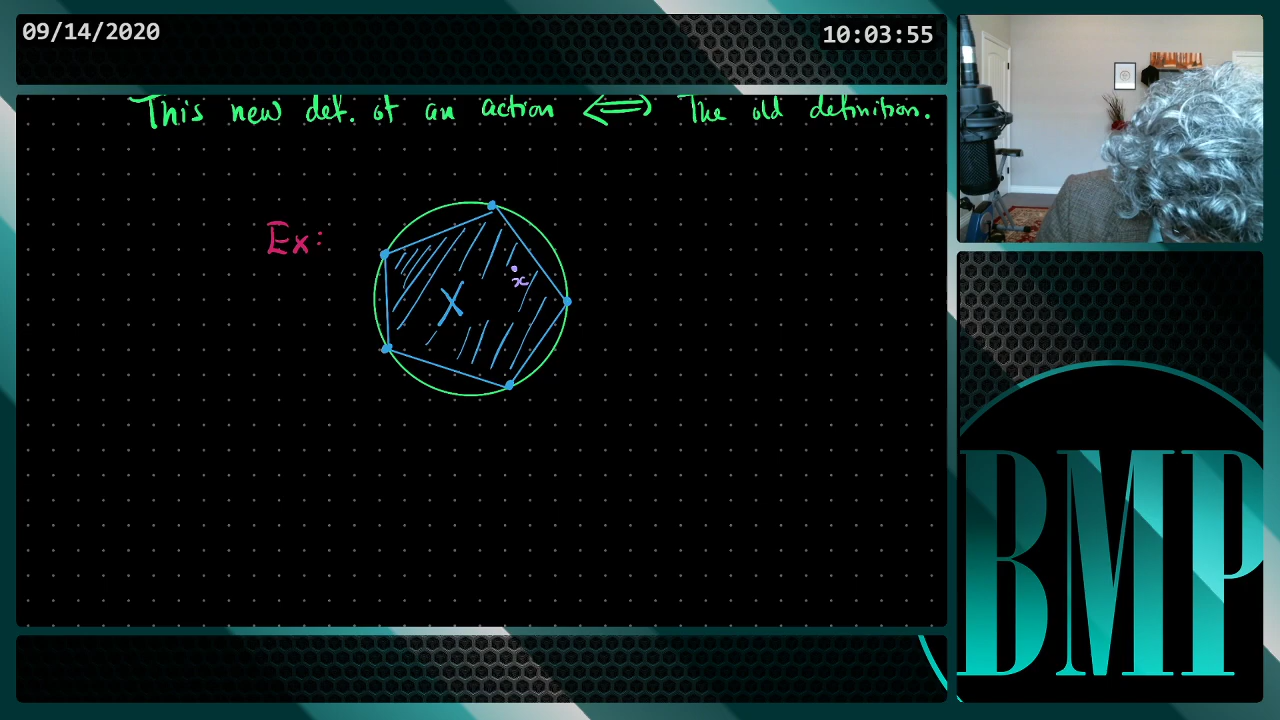 09/14/2020
10:03:55
This new def. of an action ⟺ The old definition.
Ex:
x
X
BMP